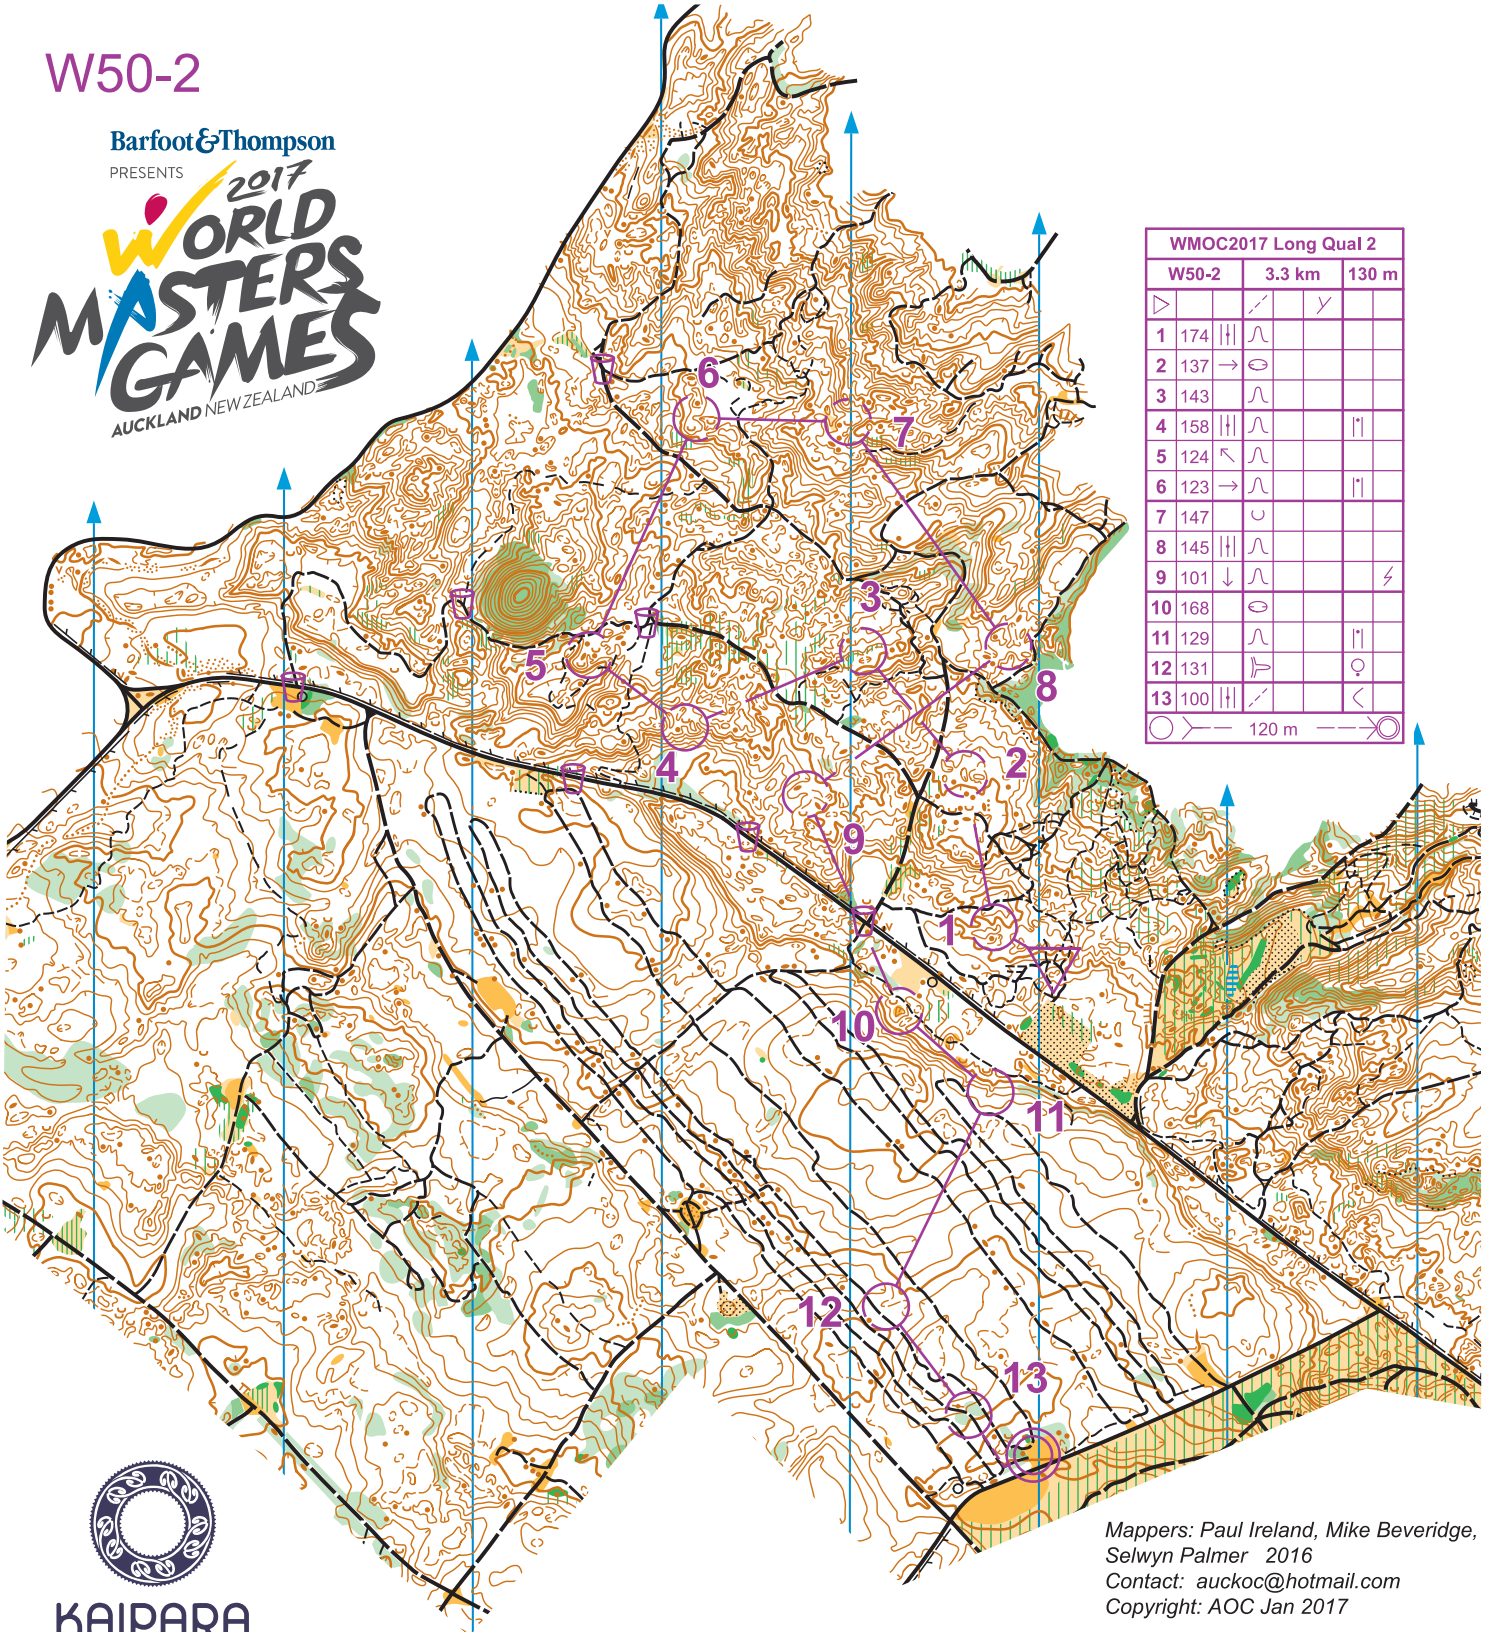 W50-2
Barfoot&Thompson
PRESENTS
2017
WORLD
MASTERS
GAMES
AUCKLAND NEW ZEALAND
WMOC2017 Long Qual 2
W50-2 3.3 km 130 m
1 174
2 137
3 143
4 158
5 124
6 123
7 147
8 145
9 101
10 168
11 129
12 131
13 100
120 m
6
7
3
5
8
4
2
9
1
10
11
12
13
Mappers: Paul Ireland, Mike Beveridge,
Selwyn Palmer 2016
Contact: auckoc@hotmail.com
Copyright: AOC Jan 2017
KAIPARA